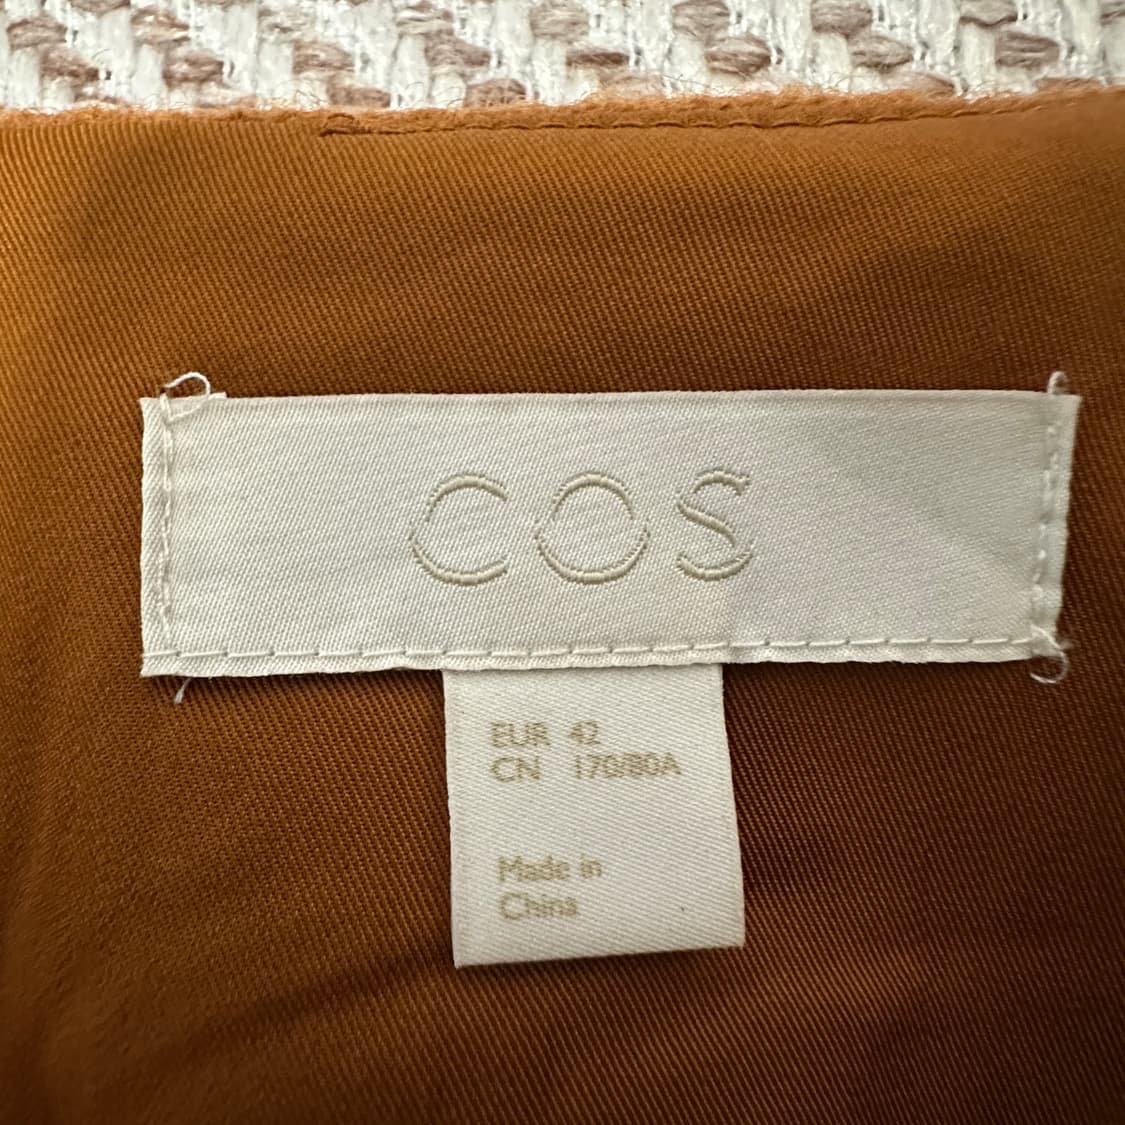 COS
EUR 42
CN 170/80A
Made in
China